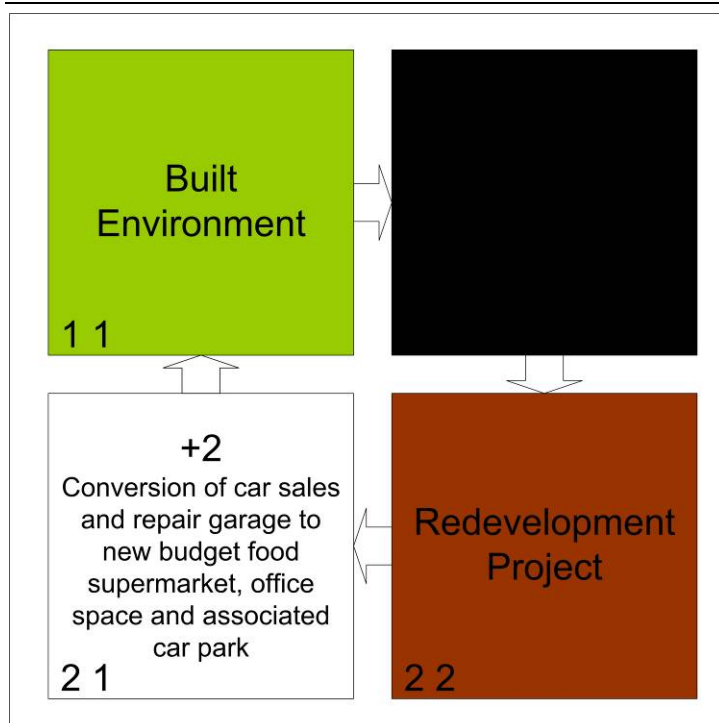 Built
Environment
1 1
+2
Conversion of car sales
and repair garage to
new budget food
supermarket, office
space and associated
car park
2 1
Redevelopment
Project
2 2